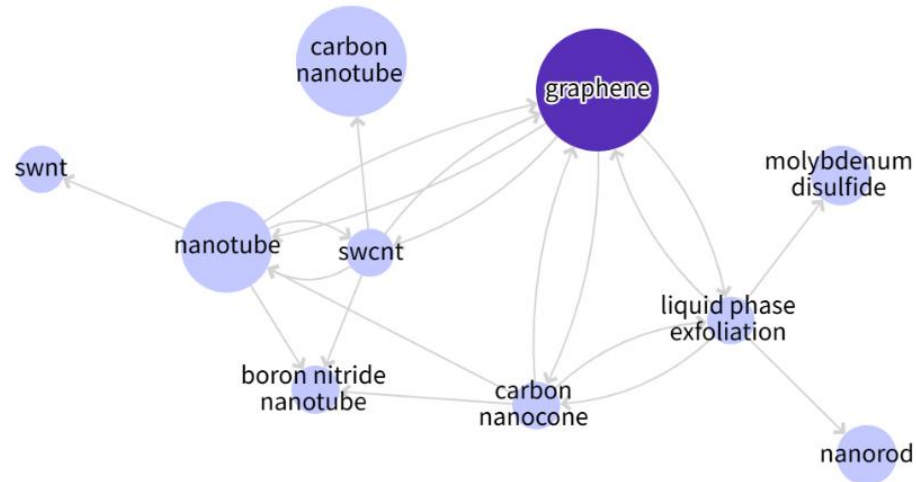 carbon
nanotube
graphene
swnt
molybdenum
disulfide
nanotube
swcnt
liquid phase
exfoliation
boron nitride
nanotube
carbon
nanocone
nanorod